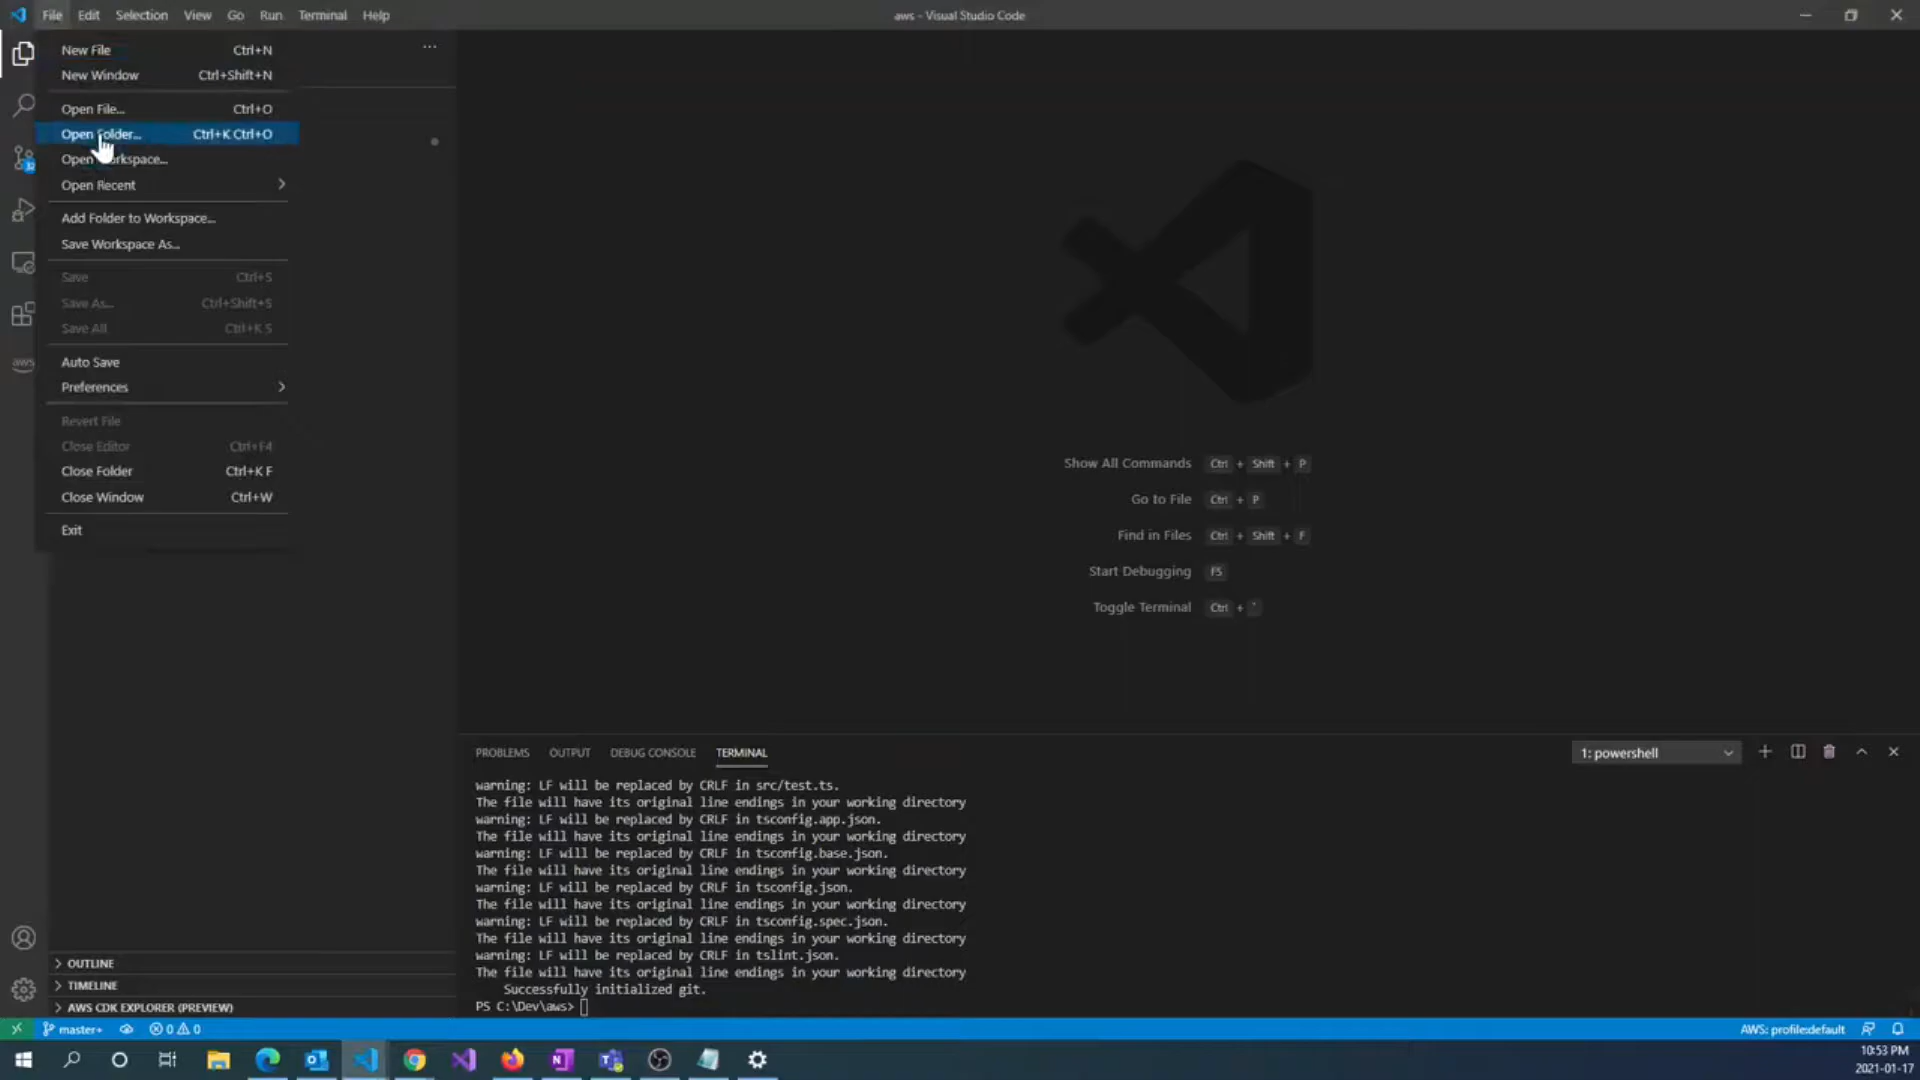 File Edit Selection View Go Run Terminal Help
aws - Visual Studio Code
New File Ctrl+N
New Window Ctrl+Shift+N
Open File... Ctrl+O
Open Folder... Ctrl+K Ctrl+O
Open Workspace...
Open Recent
Add Folder to Workspace...
Save Workspace As...
Save Ctrl+S
Save As... Ctrl+Shift+S
Save All Ctrl+K S
Auto Save
Preferences
Revert File
Close Editor Ctrl+F4
Close Folder Ctrl+K F
Close Window Ctrl+W
Exit
aws
Show All Commands Ctrl + Shift + P
Go to File Ctrl + P
Find in Files Ctrl + Shift + F
Start Debugging F5
Toggle Terminal Ctrl + `
PROBLEMS OUTPUT DEBUG CONSOLE TERMINAL
1: powershell
warning: LF will be replaced by CRLF in src/test.ts.
The file will have its original line endings in your working directory
warning: LF will be replaced by CRLF in tsconfig.app.json.
The file will have its original line endings in your working directory
warning: LF will be replaced by CRLF in tsconfig.base.json.
The file will have its original line endings in your working directory
warning: LF will be replaced by CRLF in tsconfig.json.
The file will have its original line endings in your working directory
warning: LF will be replaced by CRLF in tsconfig.spec.json.
The file will have its original line endings in your working directory
warning: LF will be replaced by CRLF in tslint.json.
The file will have its original line endings in your working directory
Successfully initialized git.
PS C:\Dev\aws>
OUTLINE
TIMELINE
AWS CDK EXPLORER (PREVIEW)
master+ 0 0
AWS: profile:default
10:53 PM
2021-01-17